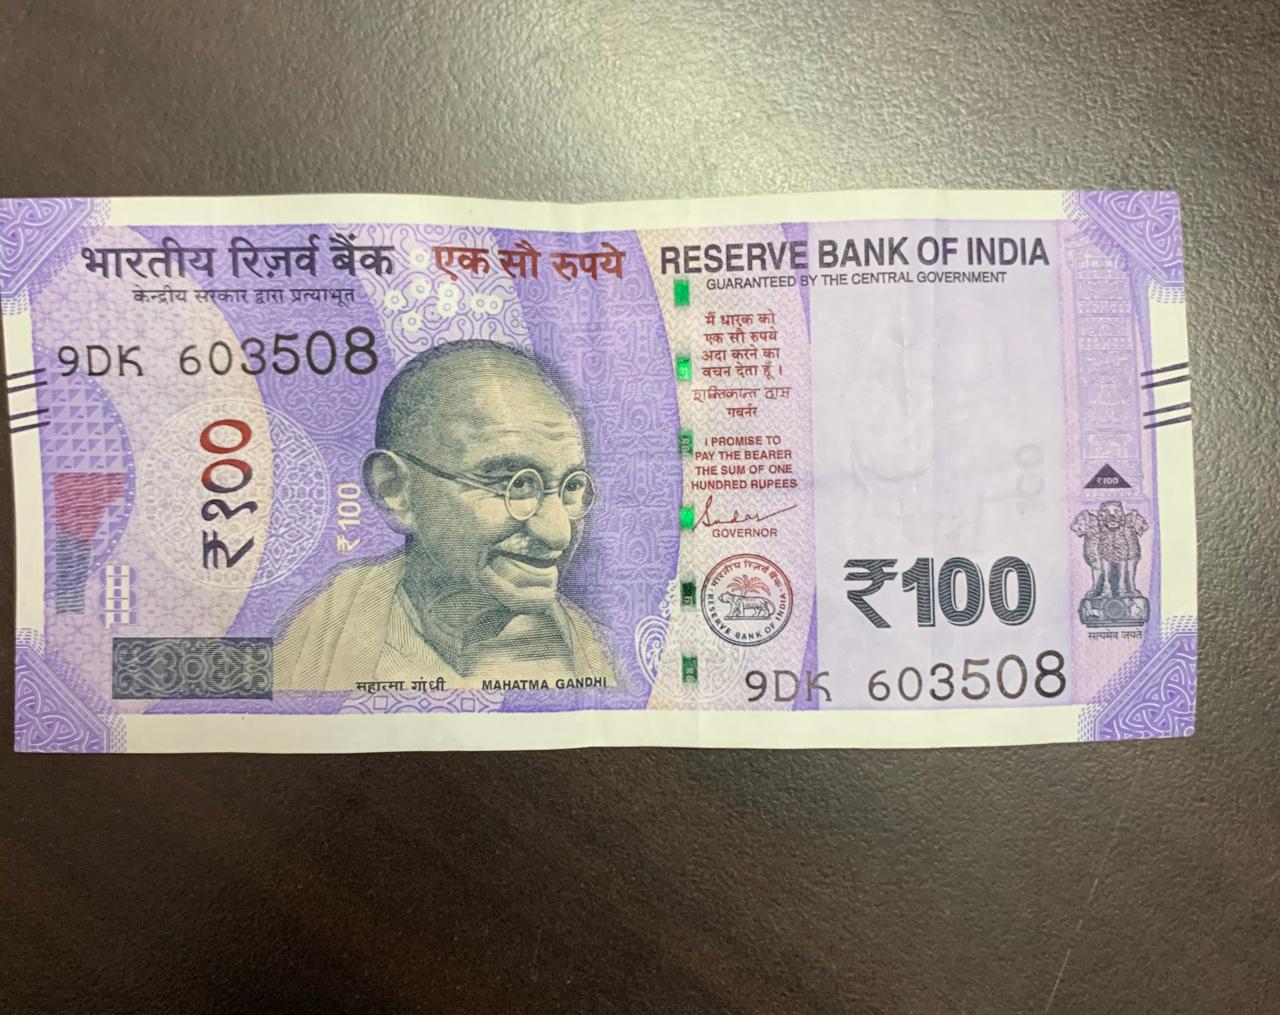 भारतीय रिज़र्व बैंक
केन्द्रीय सरकार द्वारा प्रत्याभूत
एक सौ रुपये
RESERVE BANK OF INDIA
GUARANTEED BY THE CENTRAL GOVERNMENT
9DK 603508
₹१००
₹100
महात्मा गांधी
MAHATMA GANDHI
मैं धारक को
एक सौ रुपये
अदा करने का
वचन देता हूँ ।
शक्तिकान्त दास
गवर्नर
I PROMISE TO
PAY THE BEARER
THE SUM OF ONE
HUNDRED RUPEES
GOVERNOR
भारतीय रिज़र्व बैंक
RESERVE BANK OF INDIA
₹100
9DK 603508
₹100
सत्यमेव जयते